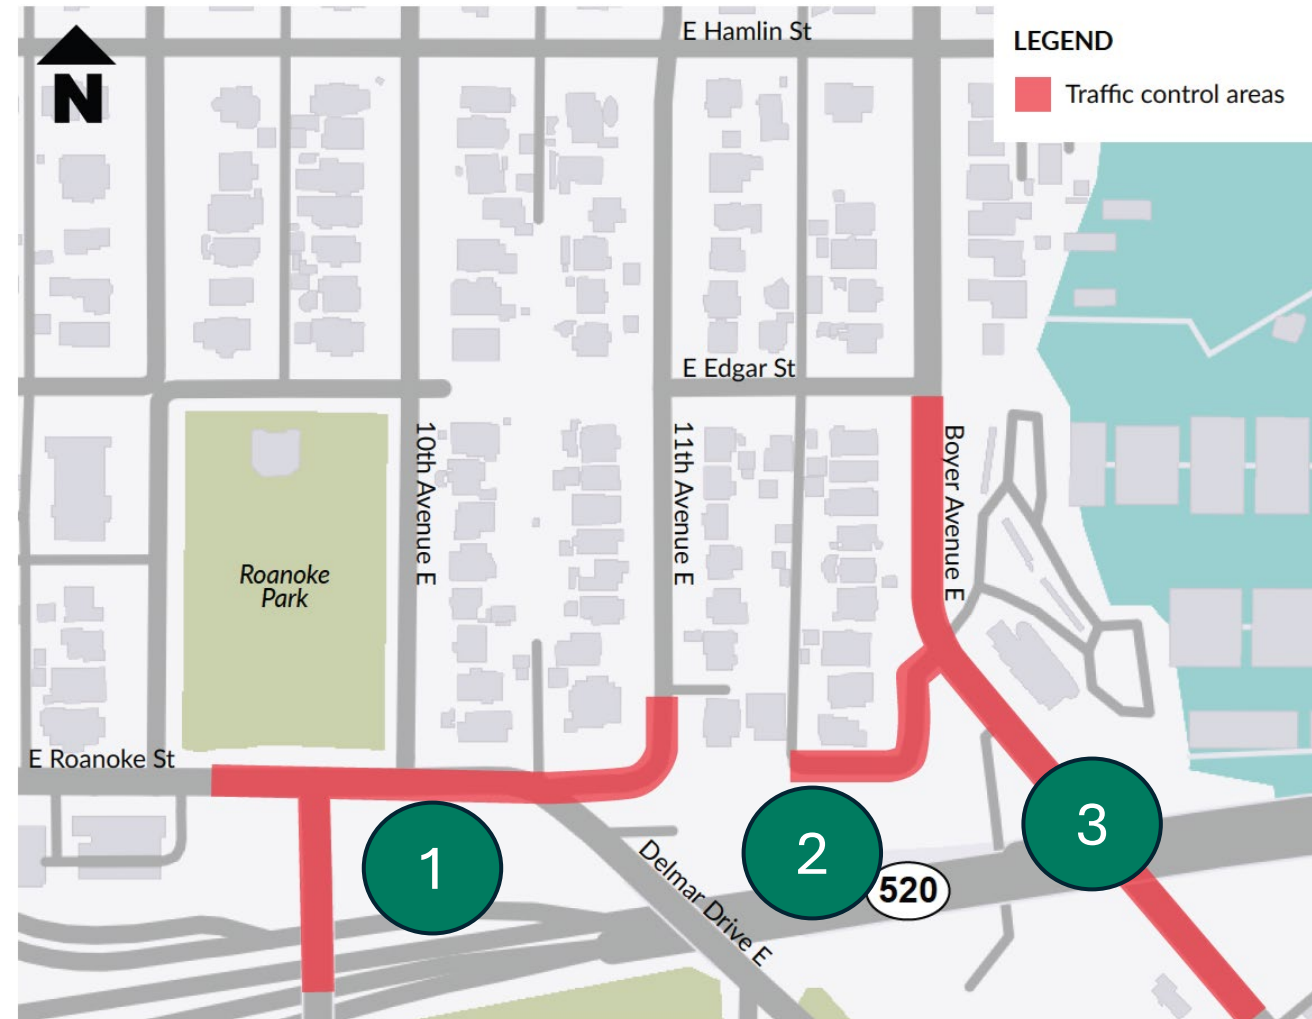 E Hamlin St
LEGEND
N
Traffic control areas
E Edgar St
10th Avenue E
11th Avenue E
Boyer Avenue E
Roanoke
Park
E Roanoke St
1
2
3
Delmar Drive E
520